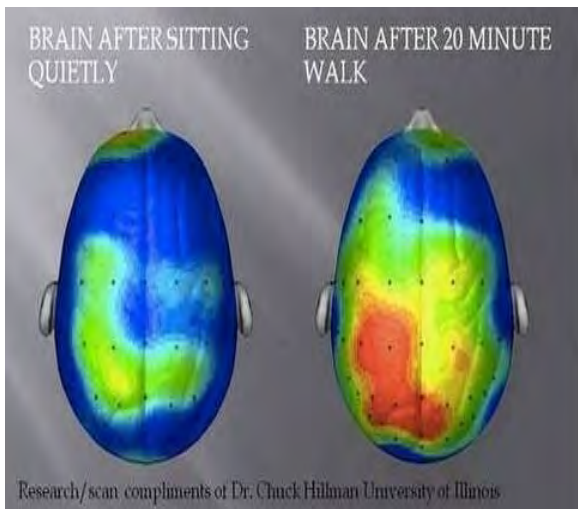 BRAIN AFTER SITTING
QUIETLY
BRAIN AFTER 20 MINUTE
WALK
Research/scan compliments of Dr. Chuck Hillman University of Illinois